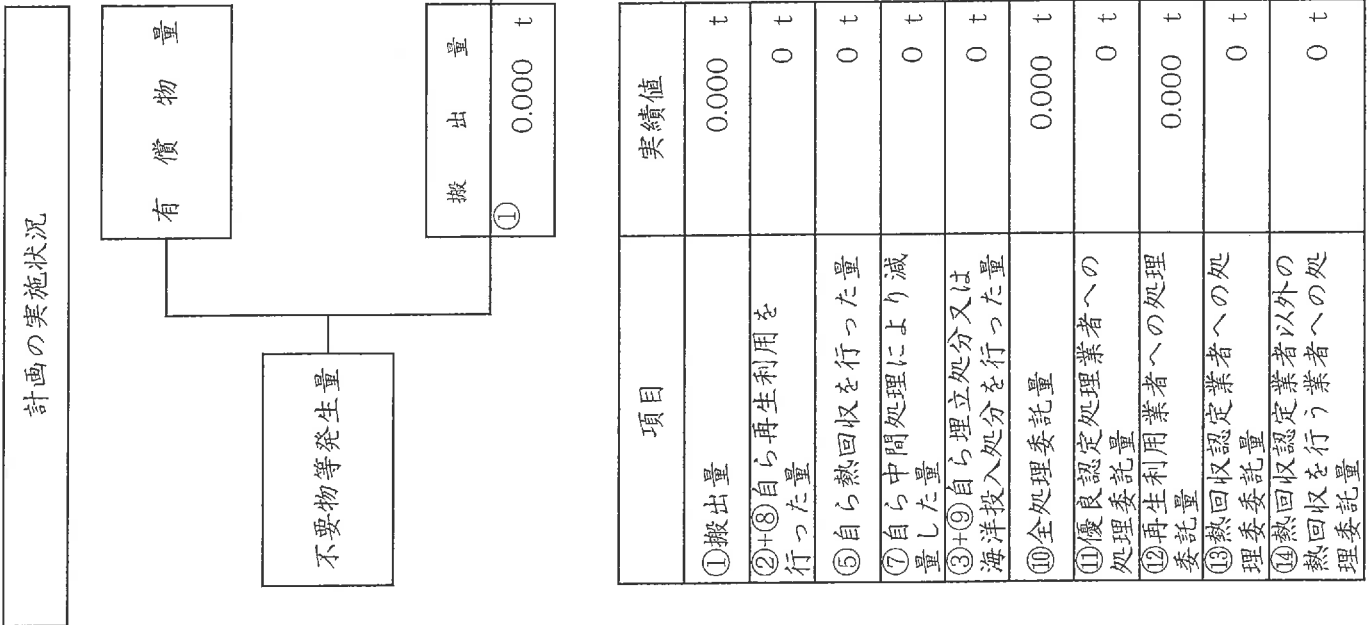 計画の実施状況
有償物量
不要物等発生量
搬出量
① 0.000 t
項目 実績値
①搬出量 0.000 t
②+⑧自ら再生利用を
行った量 0 t
⑤自ら熱回収を行った量 0 t
⑦自ら中間処理により減
量した量 0 t
③+⑨自ら埋立処分又は
海洋投入処分を行った量 0 t
⑩全処理委託量 0.000 t
⑪優良認定処理業者への
処理委託量 0 t
⑫再生利用業者への処理
委託量 0.000 t
⑬熱回収認定業者への処
理委託量 0 t
⑭熱回収認定業者以外の
熱回収を行う業者への処
理委託量 0 t